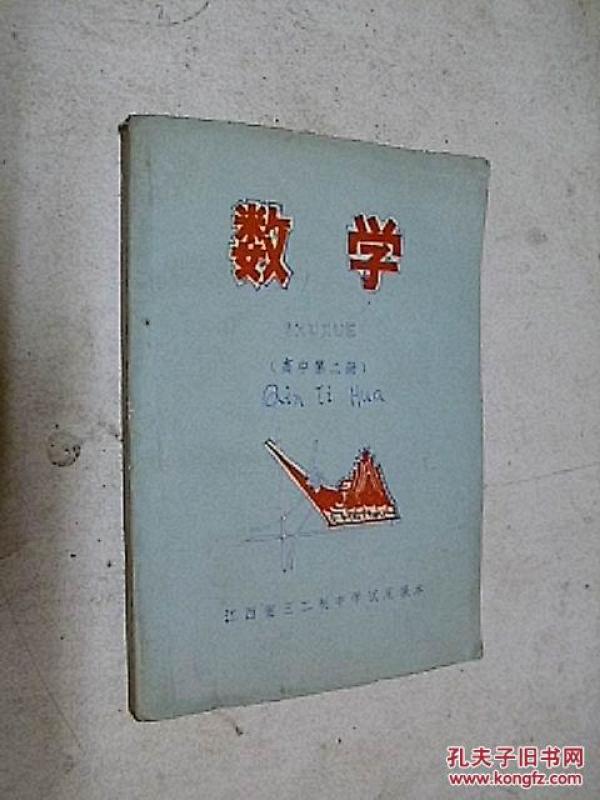 数学
SHUXUE
(高中第二册)
Qin Ti Hua
江西省三二制中学试用课本
孔夫子旧书网
www.kongfz.com